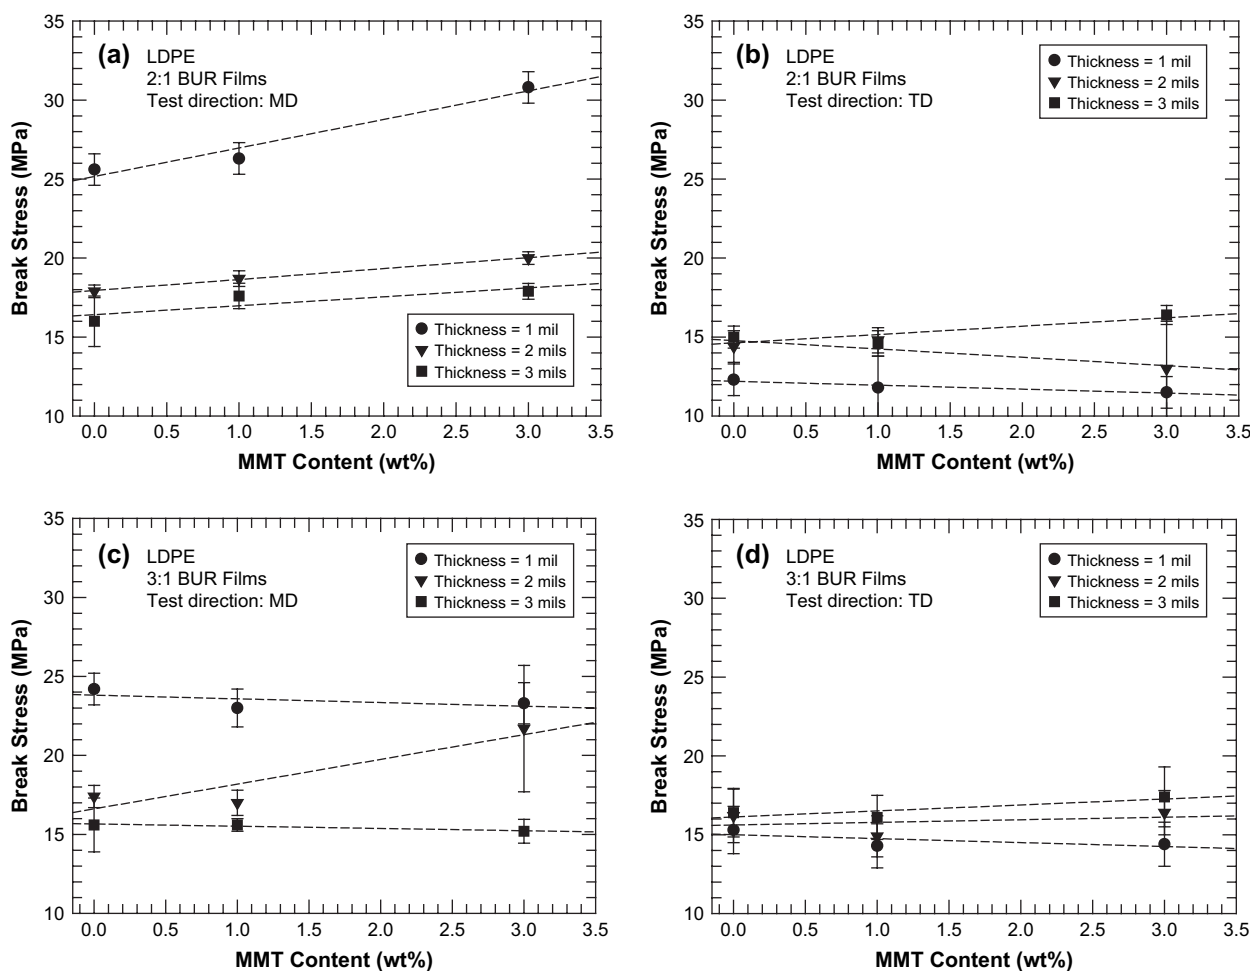 (a)
LDPE
2:1 BUR Films
Test direction: MD
Thickness = 1 mil
Thickness = 2 mils
Thickness = 3 mils
35
30
25
20
15
10
Break Stress (MPa)
0.0 0.5 1.0 1.5 2.0 2.5 3.0 3.5
MMT Content (wt%)
(b)
LDPE
2:1 BUR Films
Test direction: TD
Thickness = 1 mil
Thickness = 2 mils
Thickness = 3 mils
35
30
25
20
15
10
Break Stress (MPa)
0.0 0.5 1.0 1.5 2.0 2.5 3.0 3.5
MMT Content (wt%)
(c)
LDPE
3:1 BUR Films
Test direction: MD
Thickness = 1 mil
Thickness = 2 mils
Thickness = 3 mils
35
30
25
20
15
10
Break Stress (MPa)
0.0 0.5 1.0 1.5 2.0 2.5 3.0 3.5
MMT Content (wt%)
(d)
LDPE
3:1 BUR Films
Test direction: TD
Thickness = 1 mil
Thickness = 2 mils
Thickness = 3 mils
35
30
25
20
15
10
Break Stress (MPa)
0.0 0.5 1.0 1.5 2.0 2.5 3.0 3.5
MMT Content (wt%)